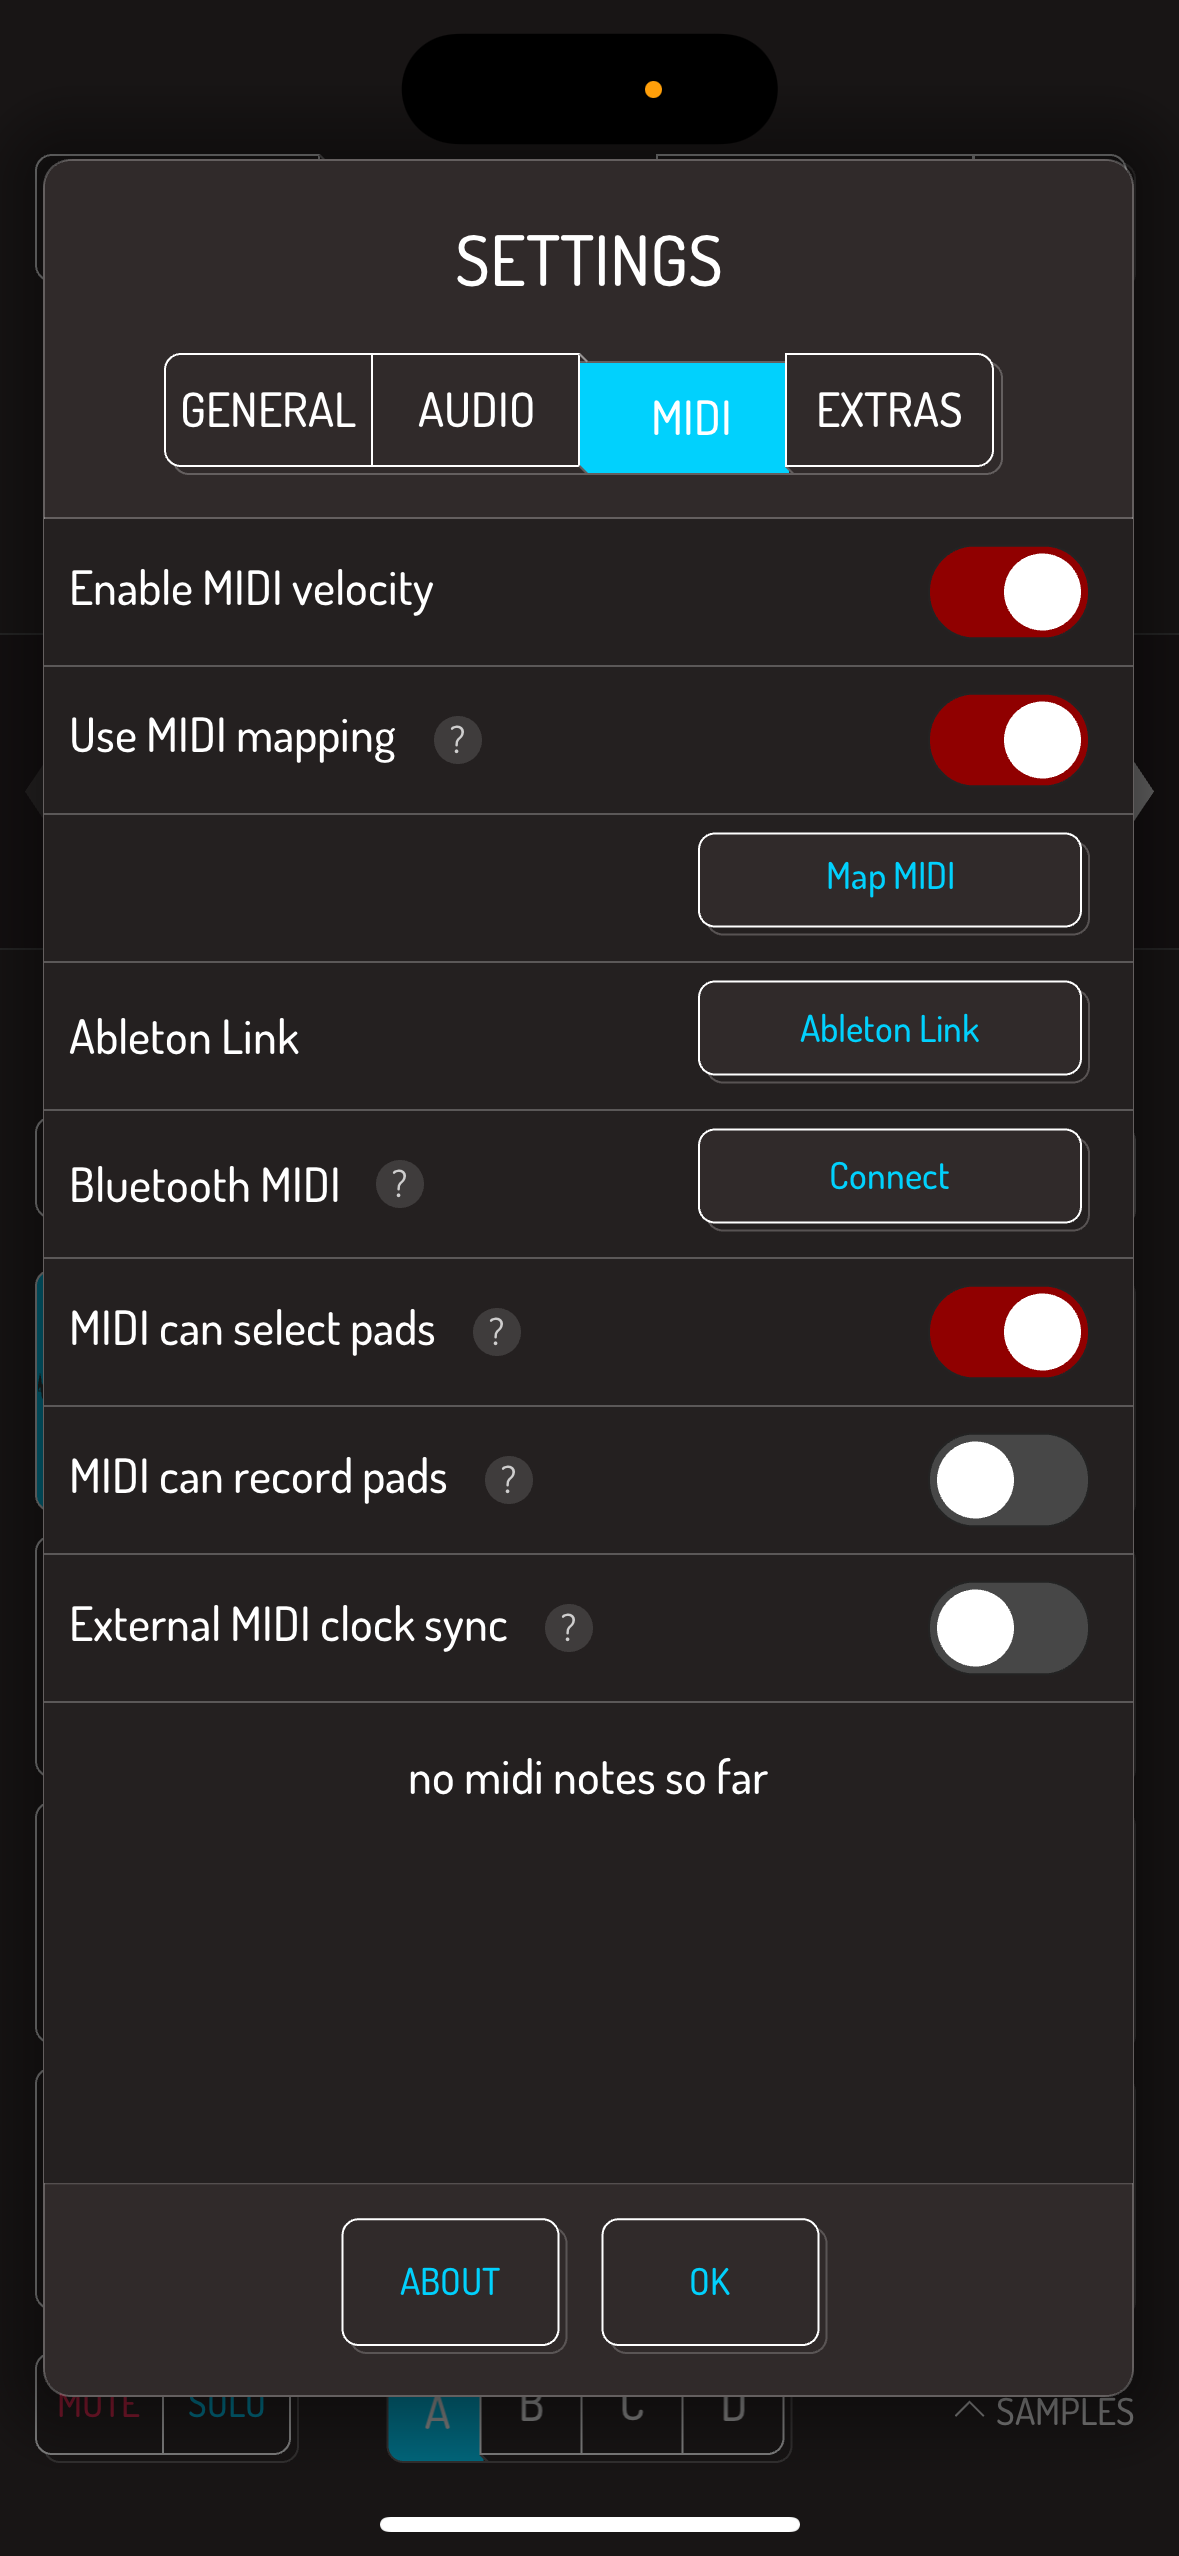 SETTINGS
GENERAL AUDIO MIDI EXTRAS
Enable MIDI velocity
Use MIDI mapping ?
Map MIDI
Ableton Link Ableton Link
Bluetooth MIDI ? Connect
MIDI can select pads ?
MIDI can record pads ?
External MIDI clock sync ?
no midi notes so far
ABOUT OK
MUTE SOLO A B C D SAMPLES